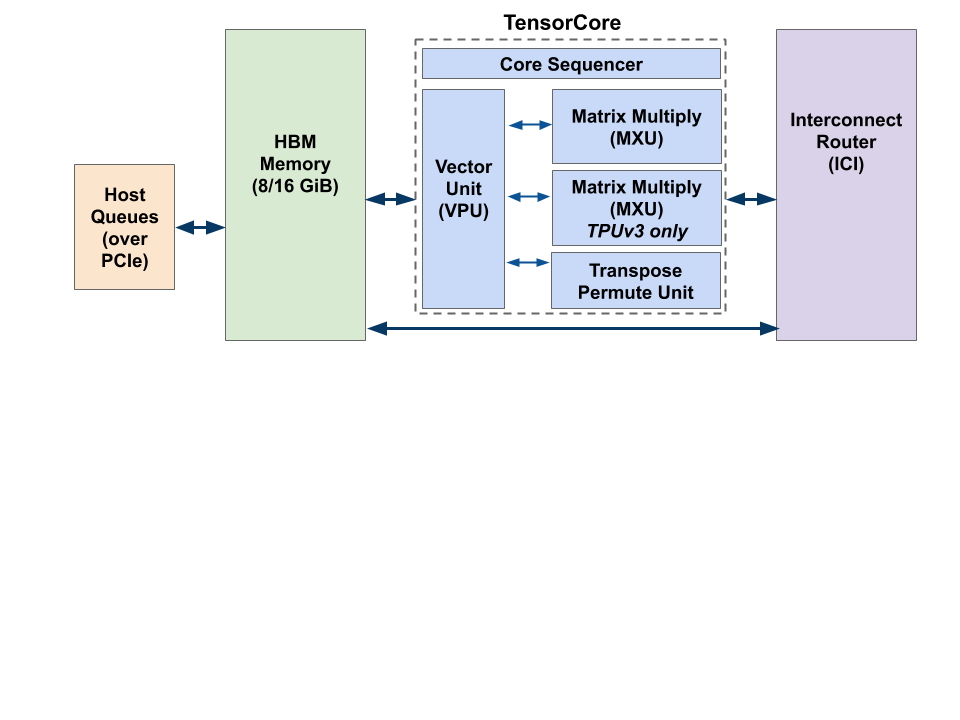 TensorCore
Core Sequencer
Host
Queues
(over
PCIe)
HBM
Memory
(8/16 GiB)
Vector
Unit
(VPU)
Matrix Multiply
(MXU)
Matrix Multiply
(MXU)
TPUv3 only
Transpose
Permute Unit
Interconnect
Router
(ICI)